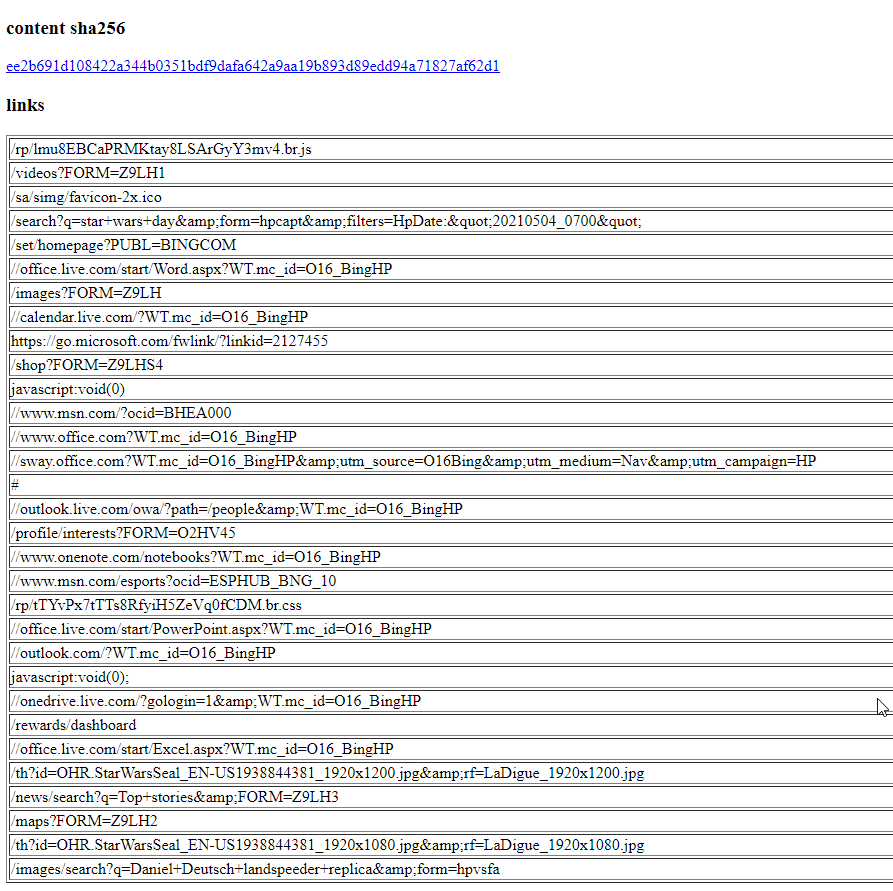 content sha256
ee2b691d108422a344b0351bdf9dafa642a9aa19b893d89edd94a71827af62d1
links
/rp/lmu8EBCaPRMKtay8LSArGyY3mv4.br.js
/videos?FORM=Z9LH1
/sa/simg/favicon-2x.ico
/search?q=star+wars+day&amp;form=hpcapt&amp;filters=HpDate:&quot;20210504_0700&quot;
/set/homepage?PUBL=BINGCOM
//office.live.com/start/Word.aspx?WT.mc_id=O16_BingHP
/images?FORM=Z9LH
//calendar.live.com/?WT.mc_id=O16_BingHP
https://go.microsoft.com/fwlink/?linkid=2127455
/shop?FORM=Z9LHS4
javascript:void(0)
//www.msn.com/?ocid=BHEA000
//www.office.com?WT.mc_id=O16_BingHP
//sway.office.com?WT.mc_id=O16_BingHP&amp;utm_source=O16Bing&amp;utm_medium=Nav&amp;utm_campaign=HP
#
//outlook.live.com/owa/?path=/people&amp;WT.mc_id=O16_BingHP
/profile/interests?FORM=O2HV45
//www.onenote.com/notebooks?WT.mc_id=O16_BingHP
//www.msn.com/esports?ocid=ESPHUB_BNG_10
/rp/tTYvPx7tTTs8RfyiH5ZeVq0fCDM.br.css
//office.live.com/start/PowerPoint.aspx?WT.mc_id=O16_BingHP
//outlook.com/?WT.mc_id=O16_BingHP
javascript:void(0);
//onedrive.live.com/?gologin=1&amp;WT.mc_id=O16_BingHP
/rewards/dashboard
//office.live.com/start/Excel.aspx?WT.mc_id=O16_BingHP
/th?id=OHR.StarWarsSeal_EN-US1938844381_1920x1200.jpg&amp;rf=LaDigue_1920x1200.jpg
/news/search?q=Top+stories&amp;FORM=Z9LH3
/maps?FORM=Z9LH2
/th?id=OHR.StarWarsSeal_EN-US1938844381_1920x1080.jpg&amp;rf=LaDigue_1920x1080.jpg
/images/search?q=Daniel+Deutsch+landspeeder+replica&amp;form=hpvsfa